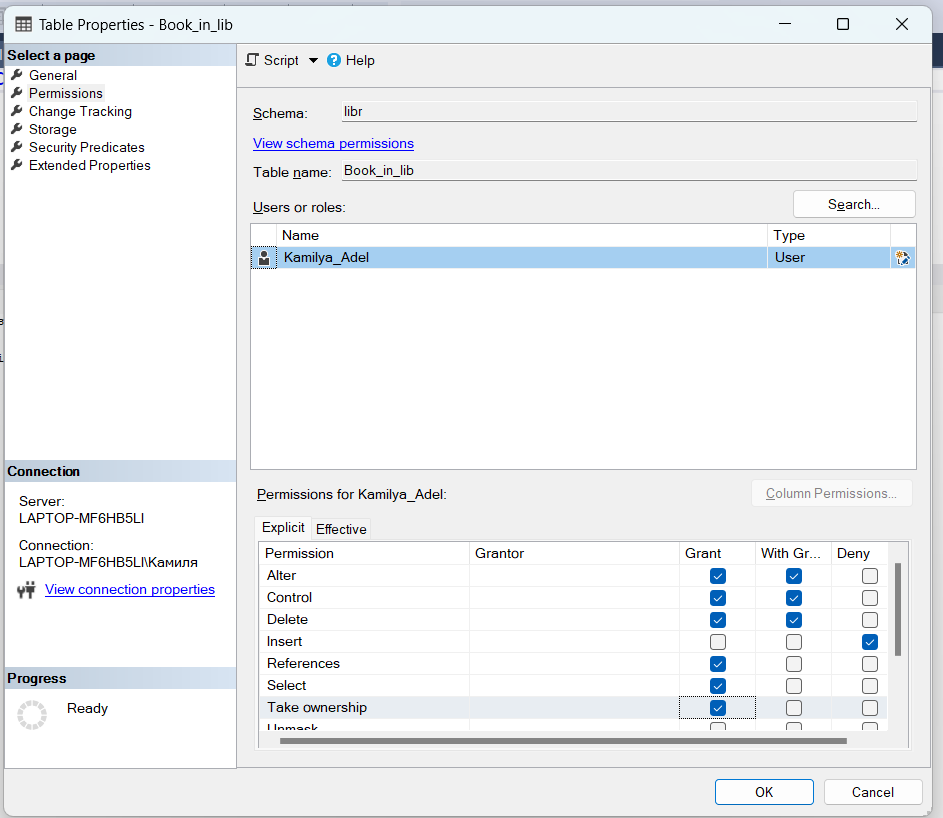 Table Properties - Book_in_lib
Select a page
General
Permissions
Change Tracking
Storage
Security Predicates
Extended Properties
Connection
Server:
LAPTOP-MF6HB5LI
Connection:
LAPTOP-MF6HB5LI\Камиля
View connection properties
Progress
Ready
Script
Help
Schema:
libr
View schema permissions
Table name:
Book_in_lib
Users or roles:
Search...
Name
Type
Kamilya_Adel
User
Permissions for Kamilya_Adel:
Column Permissions...
Explicit
Effective
Permission
Grantor
Grant
With Gr...
Deny
Alter
Control
Delete
Insert
References
Select
Take ownership
Unmask
OK
Cancel